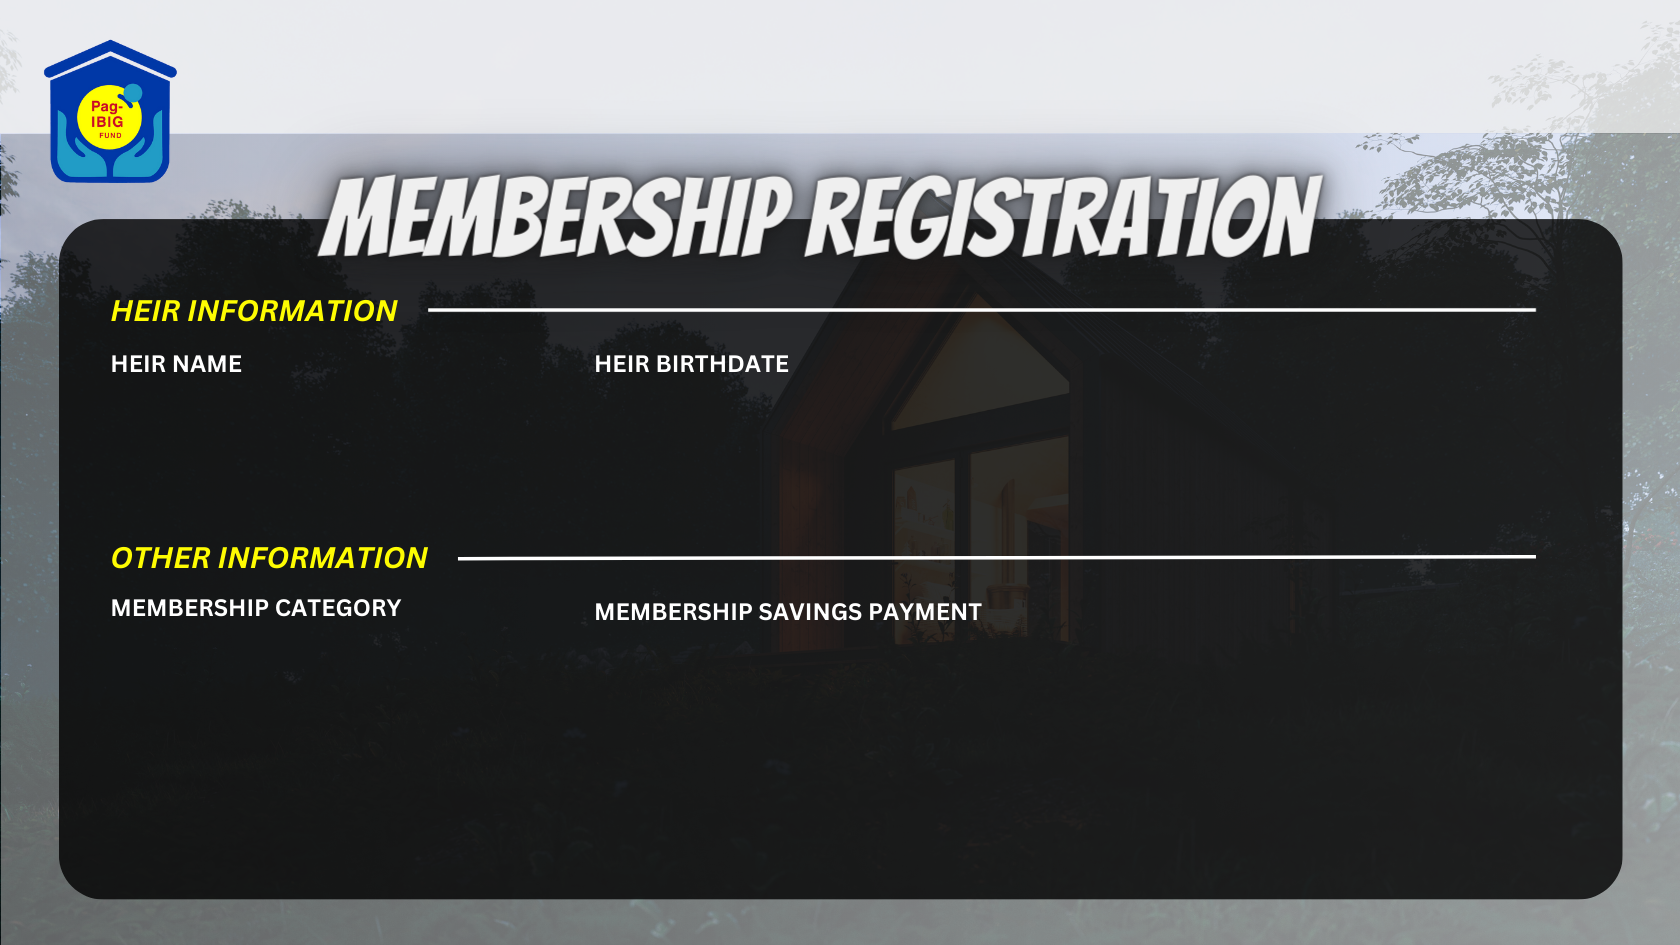 Pag-
IBIG
FUND
MEMBERSHIP REGISTRATION
HEIR INFORMATION
HEIR NAME
HEIR BIRTHDATE
OTHER INFORMATION
MEMBERSHIP CATEGORY
MEMBERSHIP SAVINGS PAYMENT